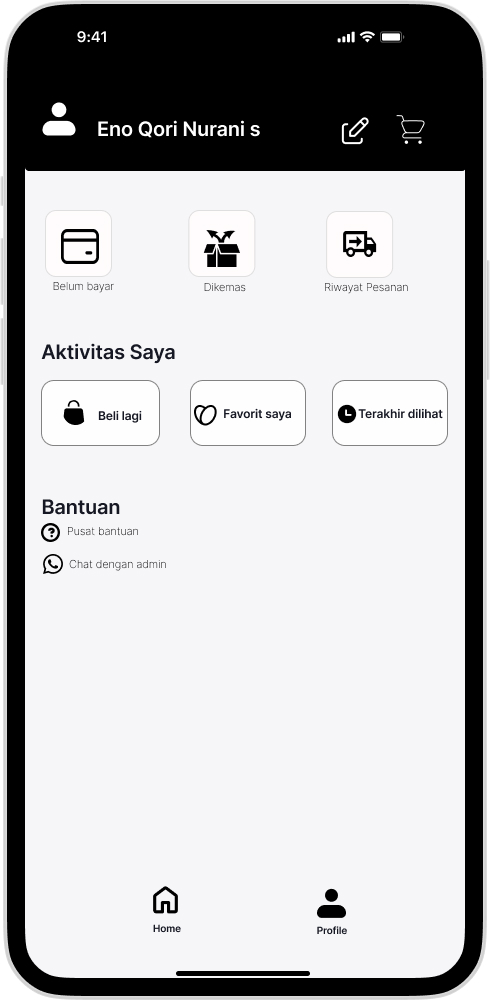 9:41
Eno Qori Nurani s
Belum bayar
Dikemas
Riwayat Pesanan
Aktivitas Saya
Beli lagi
Favorit saya
Terakhir dilihat
Bantuan
Pusat bantuan
Chat dengan admin
Home
Profile